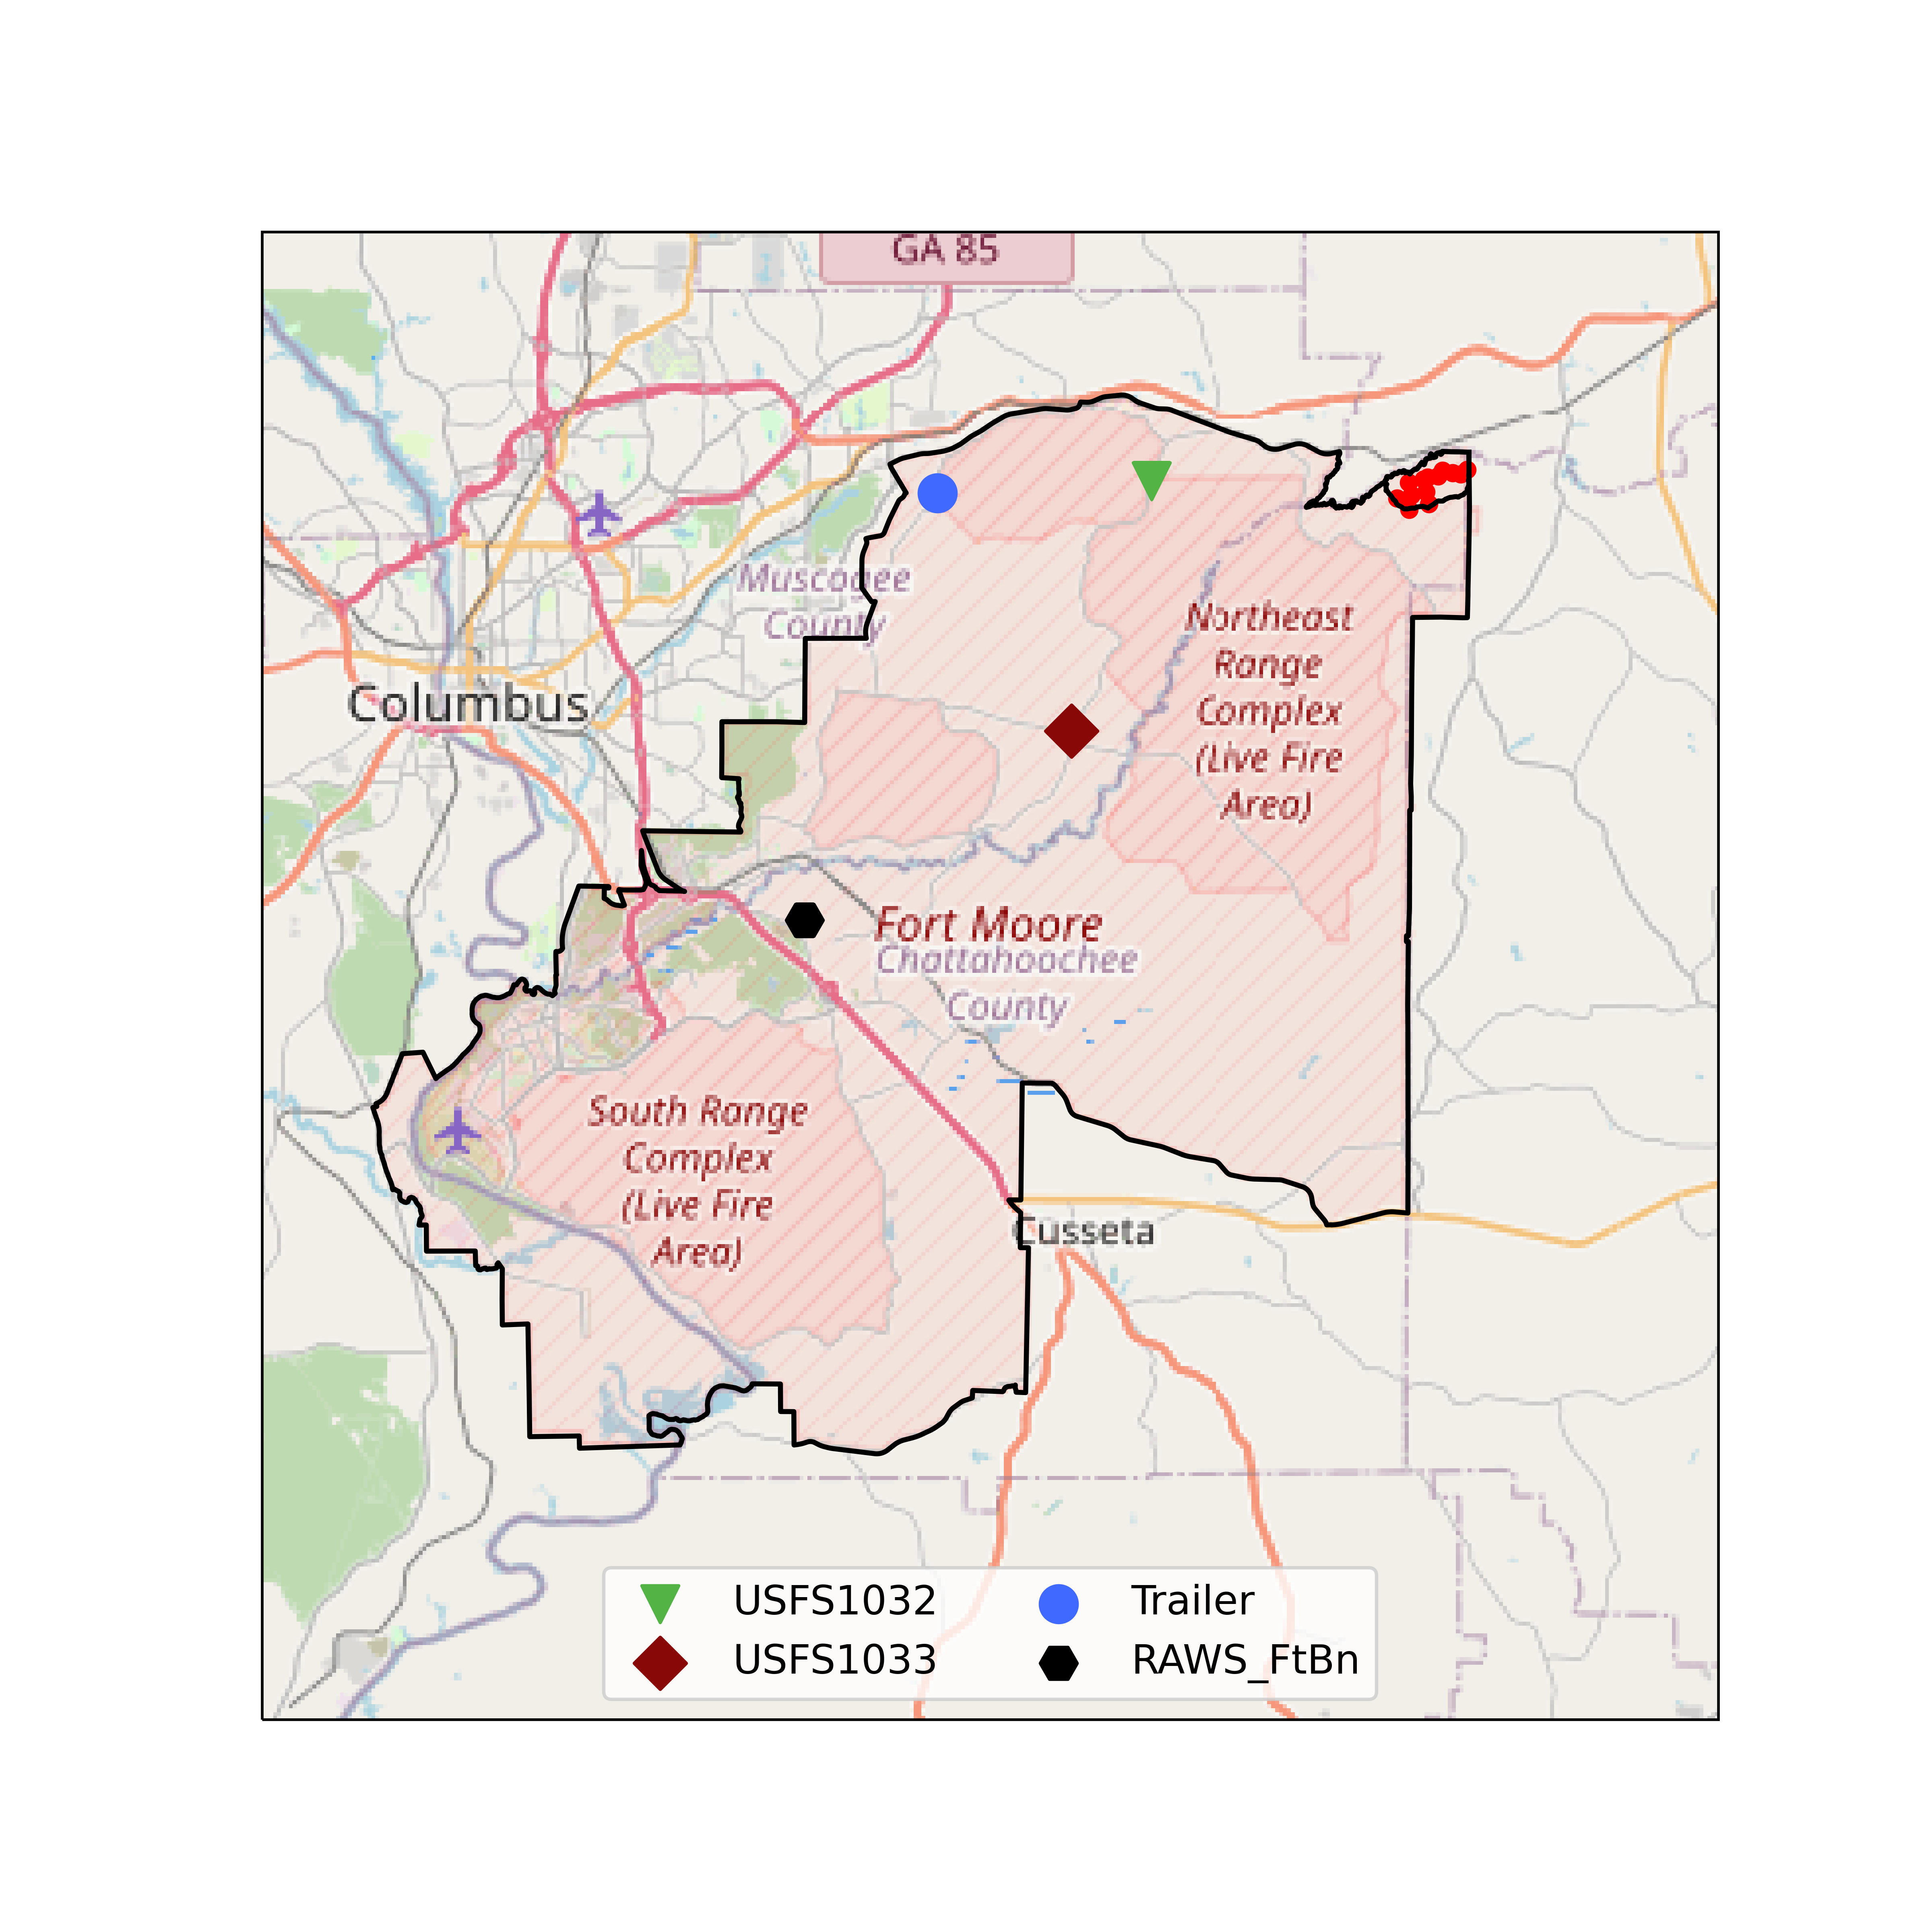 GA 85
Muscogee
County
Northeast
Range
Complex
(Live Fire
Area)
Columbus
Fort Moore
Chattahoochee
County
South Range
Complex
(Live Fire
Area)
Cusseta
USFS1032
Trailer
USFS1033
RAWS_FtBn